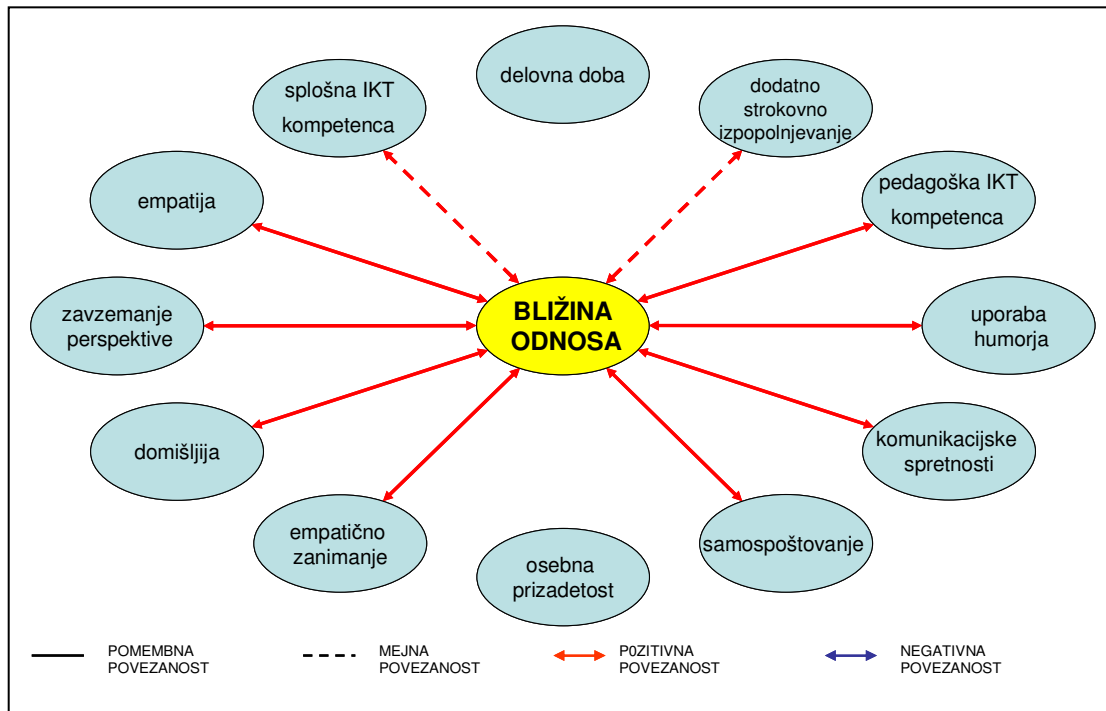 delovna doba
splošna IKT
kompetenca
dodatno
strokovno
izpopolnjevanje
empatija
pedagoška IKT
kompetenca
zavzemanje
perspektive
BLIŽINA
ODNOSA
uporaba
humorja
domišljija
komunikacijske
spretnosti
empatično
zanimanje
osebna
prizadetost
samospoštovanje
POMEMBNA
POVEZANOST
MEJNA
POVEZANOST
P0ZITIVNA
POVEZANOST
NEGATIVNA
POVEZANOST